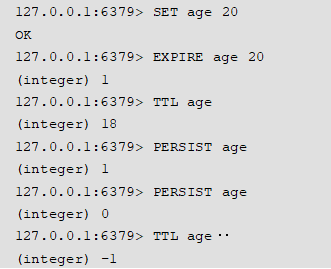 127.0.0.1:6379> SET age 20
OK
127.0.0.1:6379> EXPIRE age 20
(integer) 1
127.0.0.1:6379> TTL age
(integer) 18
127.0.0.1:6379> PERSIST age
(integer) 1
127.0.0.1:6379> PERSIST age
(integer) 0
127.0.0.1:6379> TTL age··
(integer) -1